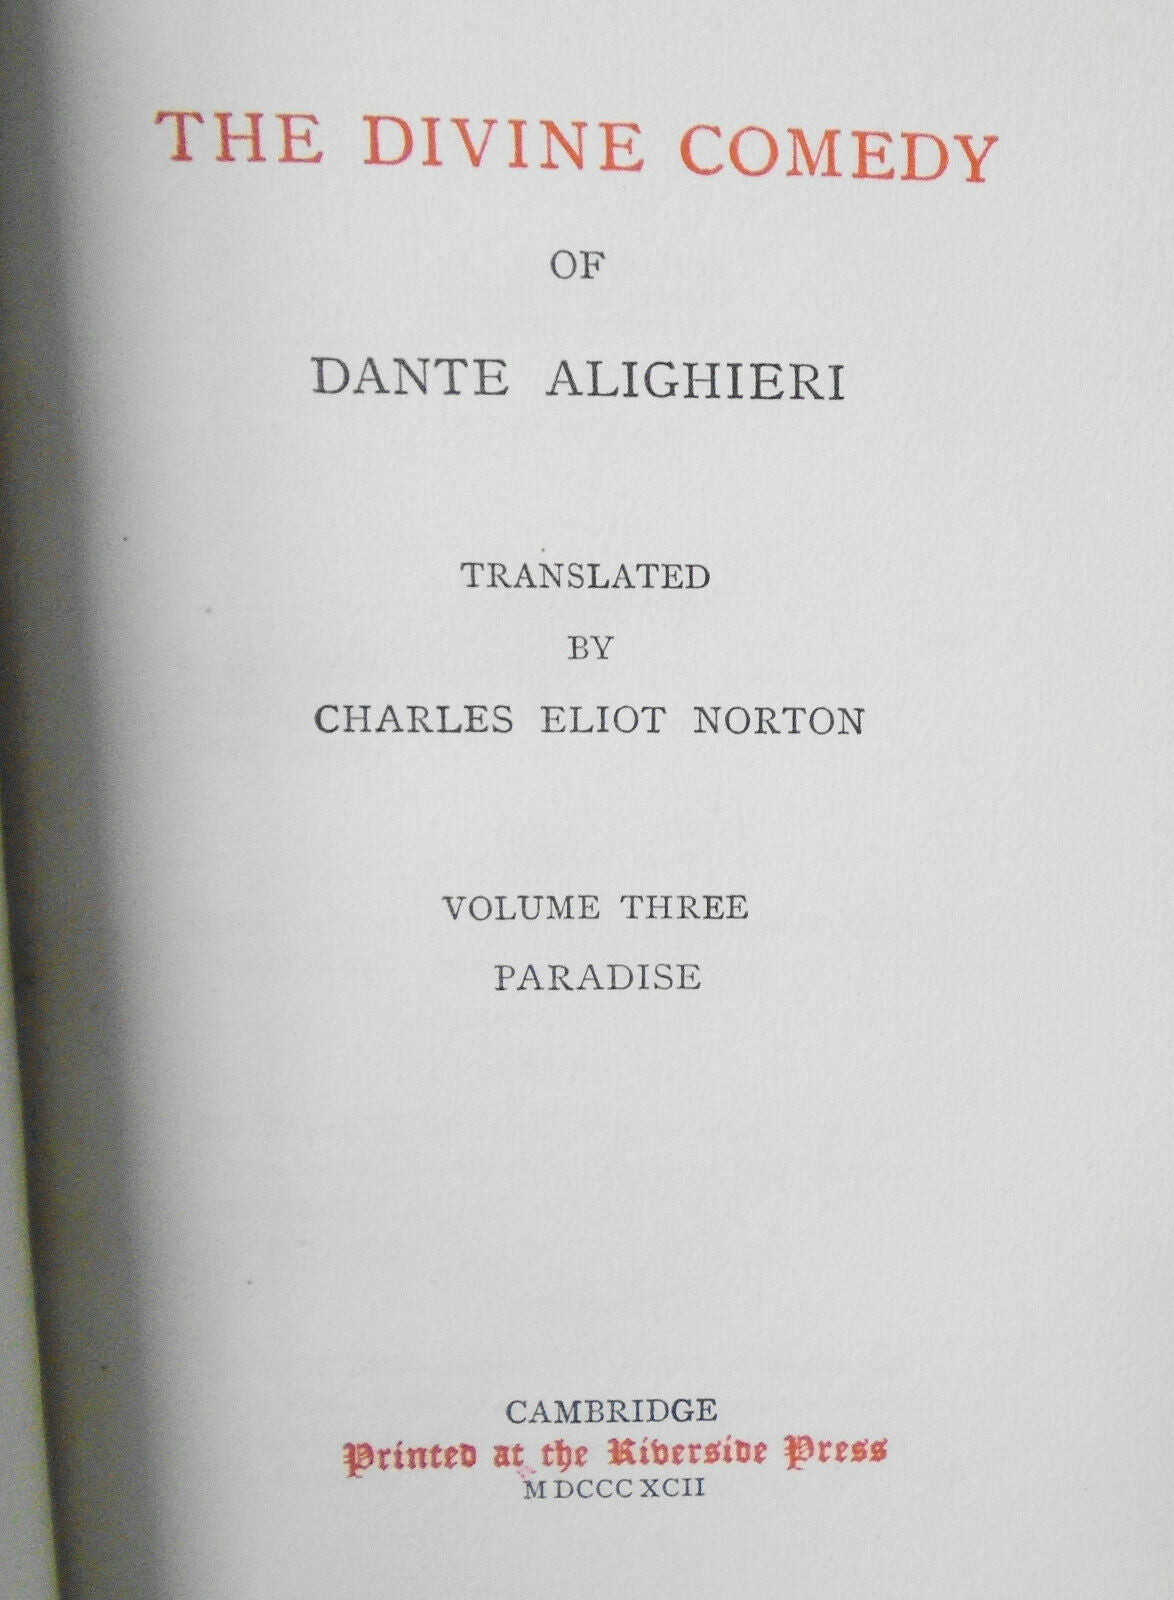 THE DIVINE COMEDY
OF
DANTE ALIGHIERI
TRANSLATED
BY
CHARLES ELIOT NORTON
VOLUME THREE
PARADISE
CAMBRIDGE
Printed at the Riverside Press
MDCCCXCII